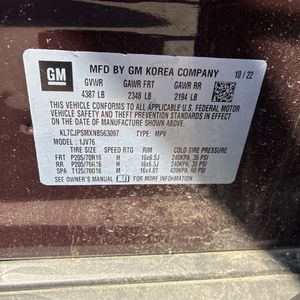 GM
MFD BY GM KOREA COMPANY
10/22
GVWR GAWR FRT GAWR RR
4387 LB 2348 LB 2194 LB
THIS VEHICLE CONFORMS TO ALL APPLICABLE U.S. FEDERAL MOTOR
VEHICLE SAFETY AND THEFT PREVENTION STANDARDS IN EFFECT
ON THE DATE OF MANUFACTURE SHOWN ABOVE.
KL7CJPSMXNB563097 TYPE: MPV
MODEL: 1JV76
TIRE SIZE SPEED RTG RIM COLD TIRE PRESSURE
FRT P205/70R16 H 16x6.5J 240KPA, 35 PSI
RR P205/70R16 H 16x6.5J 240KPA, 35 PSI
SPA T125/70D16 M 16x4.0T 420KPA, 60 PSI
SEE OWNER'S MANUAL FOR MORE INFORMATION